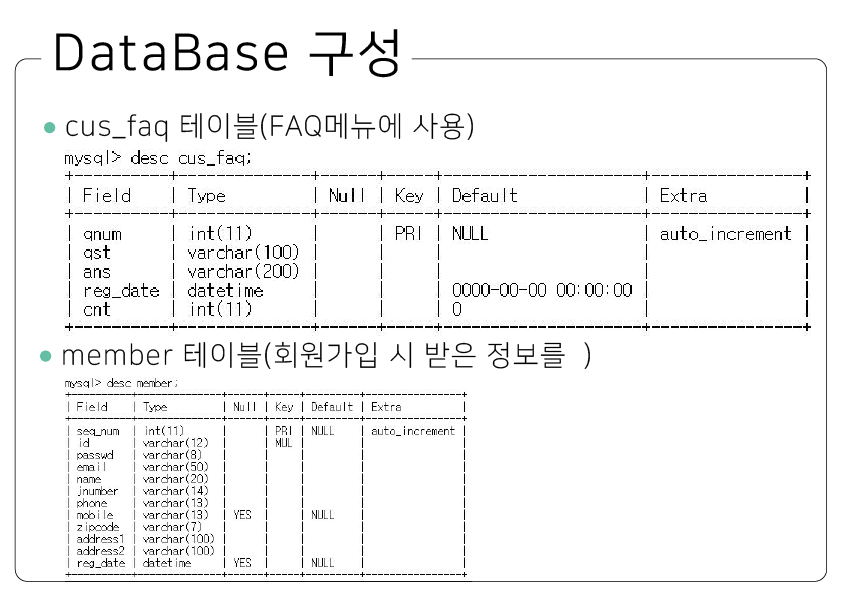 DataBase 구성
• cus_faq 테이블(FAQ메뉴에 사용)
mysql> desc cus_faq;
+----------+--------------+------+-----+---------------------+----------------+
| Field | Type | Null | Key | Default | Extra |
+----------+--------------+------+-----+---------------------+----------------+
| qnum | int(11) | | PRI | NULL | auto_increment |
| qst | varchar(100) | | | | |
| ans | varchar(200) | | | | |
| reg_date | datetime | | | 0000-00-00 00:00:00 | |
| cnt | int(11) | | | 0 | |
+----------+--------------+------+-----+---------------------+----------------+
• member 테이블(회원가입 시 받은 정보를 )
mysql> desc member;
+----------+--------------+------+-----+---------+----------------+
| Field | Type | Null | Key | Default | Extra |
+----------+--------------+------+-----+---------+----------------+
| seq_num | int(11) | | PRI | NULL | auto_increment |
| id | varchar(12) | | MUL | | |
| passwd | varchar(8) | | | | |
| email | varchar(50) | | | | |
| name | varchar(20) | | | | |
| jnumber | varchar(14) | | | | |
| phone | varchar(13) | | | | |
| mobile | varchar(13) | YES | | NULL | |
| zipcode | varchar(7) | | | | |
| address1 | varchar(100) | | | | |
| address2 | varchar(100) | | | | |
| reg_date | datetime | YES | | NULL | |
+----------+--------------+------+-----+---------+----------------+